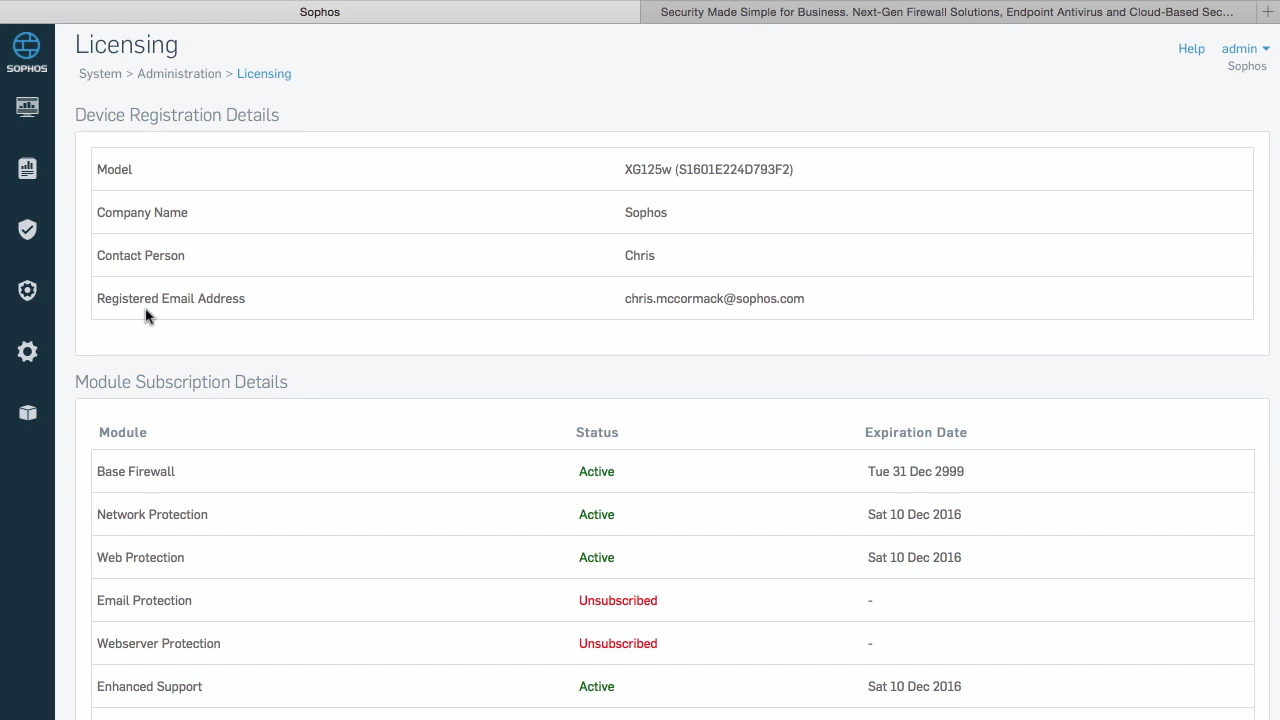 Sophos
Security Made Simple for Business. Next-Gen Firewall Solutions, Endpoint Antivirus and Cloud-Based Sec...
SOPHOS
Licensing
Help admin
System > Administration > Licensing
Sophos
Device Registration Details
Model XG125w (S1601E224D793F2)
Company Name Sophos
Contact Person Chris
Registered Email Address chris.mccormack@sophos.com
Module Subscription Details
Module Status Expiration Date
Base Firewall Active Tue 31 Dec 2999
Network Protection Active Sat 10 Dec 2016
Web Protection Active Sat 10 Dec 2016
Email Protection Unsubscribed -
Webserver Protection Unsubscribed -
Enhanced Support Active Sat 10 Dec 2016